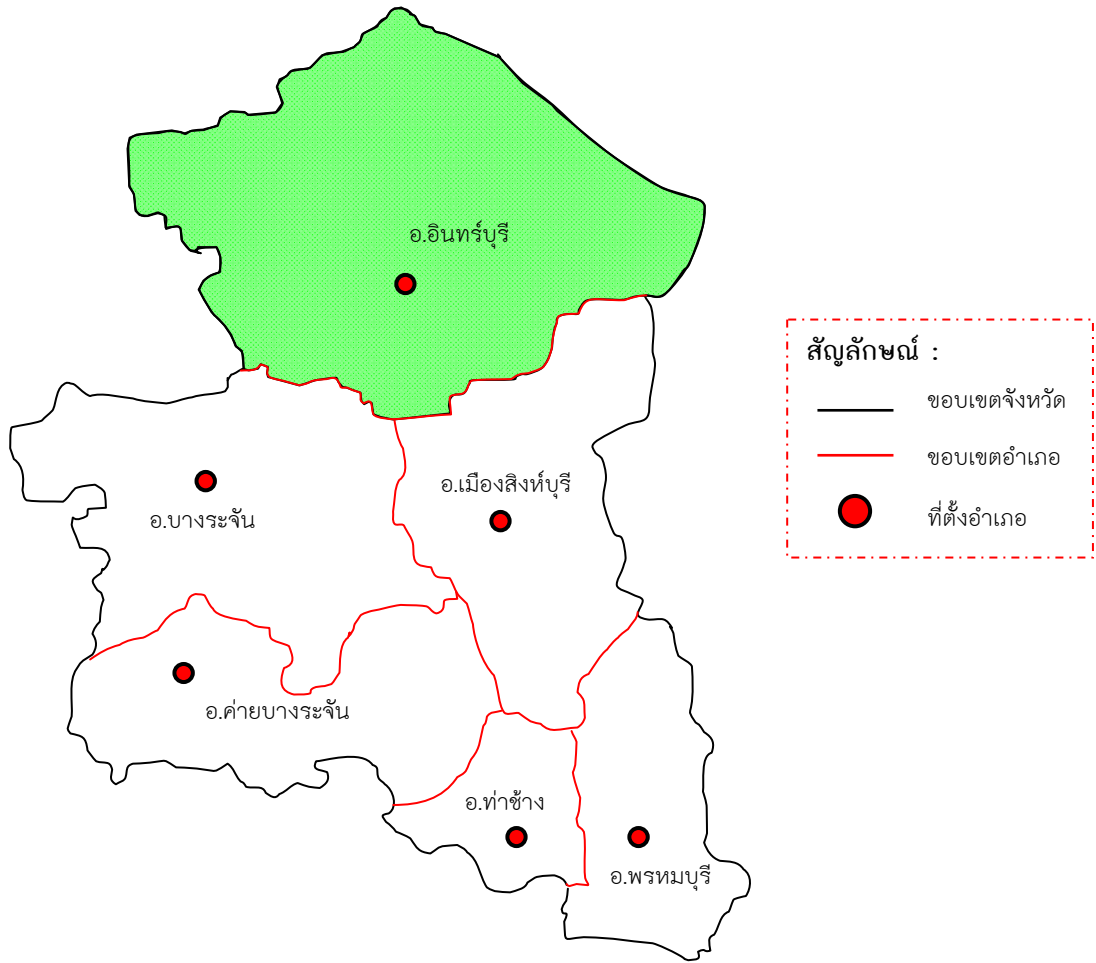 อ.อินทร์บุรี
สัญลักษณ์ :
ขอบเขตจังหวัด
ขอบเขตอำเภอ
ที่ตั้งอำเภอ
อ.เมืองสิงห์บุรี
อ.บางระจัน
อ.ค่ายบางระจัน
อ.ท่าช้าง
อ.พรหมบุรี